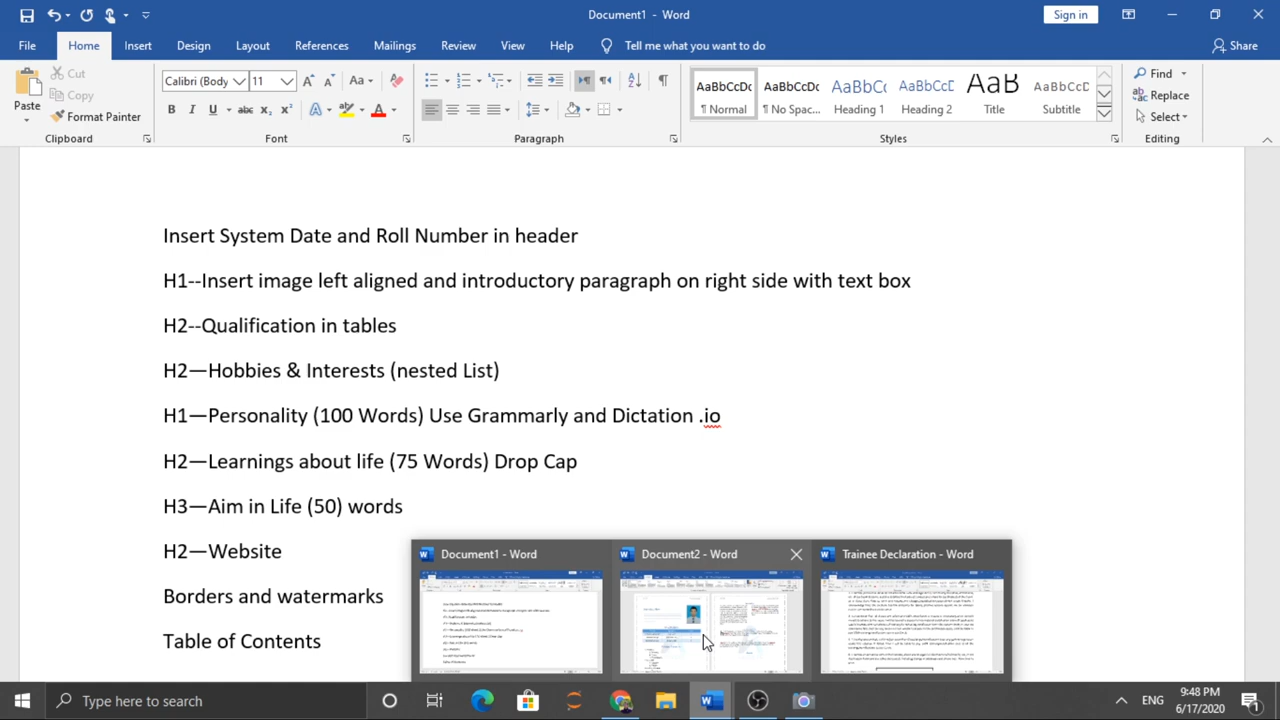 Document1 - Word
Sign in
File Home Insert Design Layout References Mailings Review View Help Tell me what you want to do Share
Paste
Cut
Copy
Format Painter
Clipboard
Calibri (Body 11
Font
Paragraph
AaBbCcDc AaBbCcDc AaBbCc AaBbCcD AaB AaBbCcD
¶ Normal ¶ No Spac... Heading 1 Heading 2 Title Subtitle
Styles
Find
Replace
Select
Editing
Insert System Date and Roll Number in header
H1--Insert image left aligned and introductory paragraph on right side with text box
H2--Qualification in tables
H2—Hobbies & Interests (nested List)
H1—Personality (100 Words) Use Grammarly and Dictation .io
H2—Learnings about life (75 Words) Drop Cap
H3—Aim in Life (50) words
H2—Website
Borders and watermarks
Table of Contents
Document1 - Word
Document2 - Word
Trainee Declaration - Word
Type here to search
ENG
9:48 PM
6/17/2020